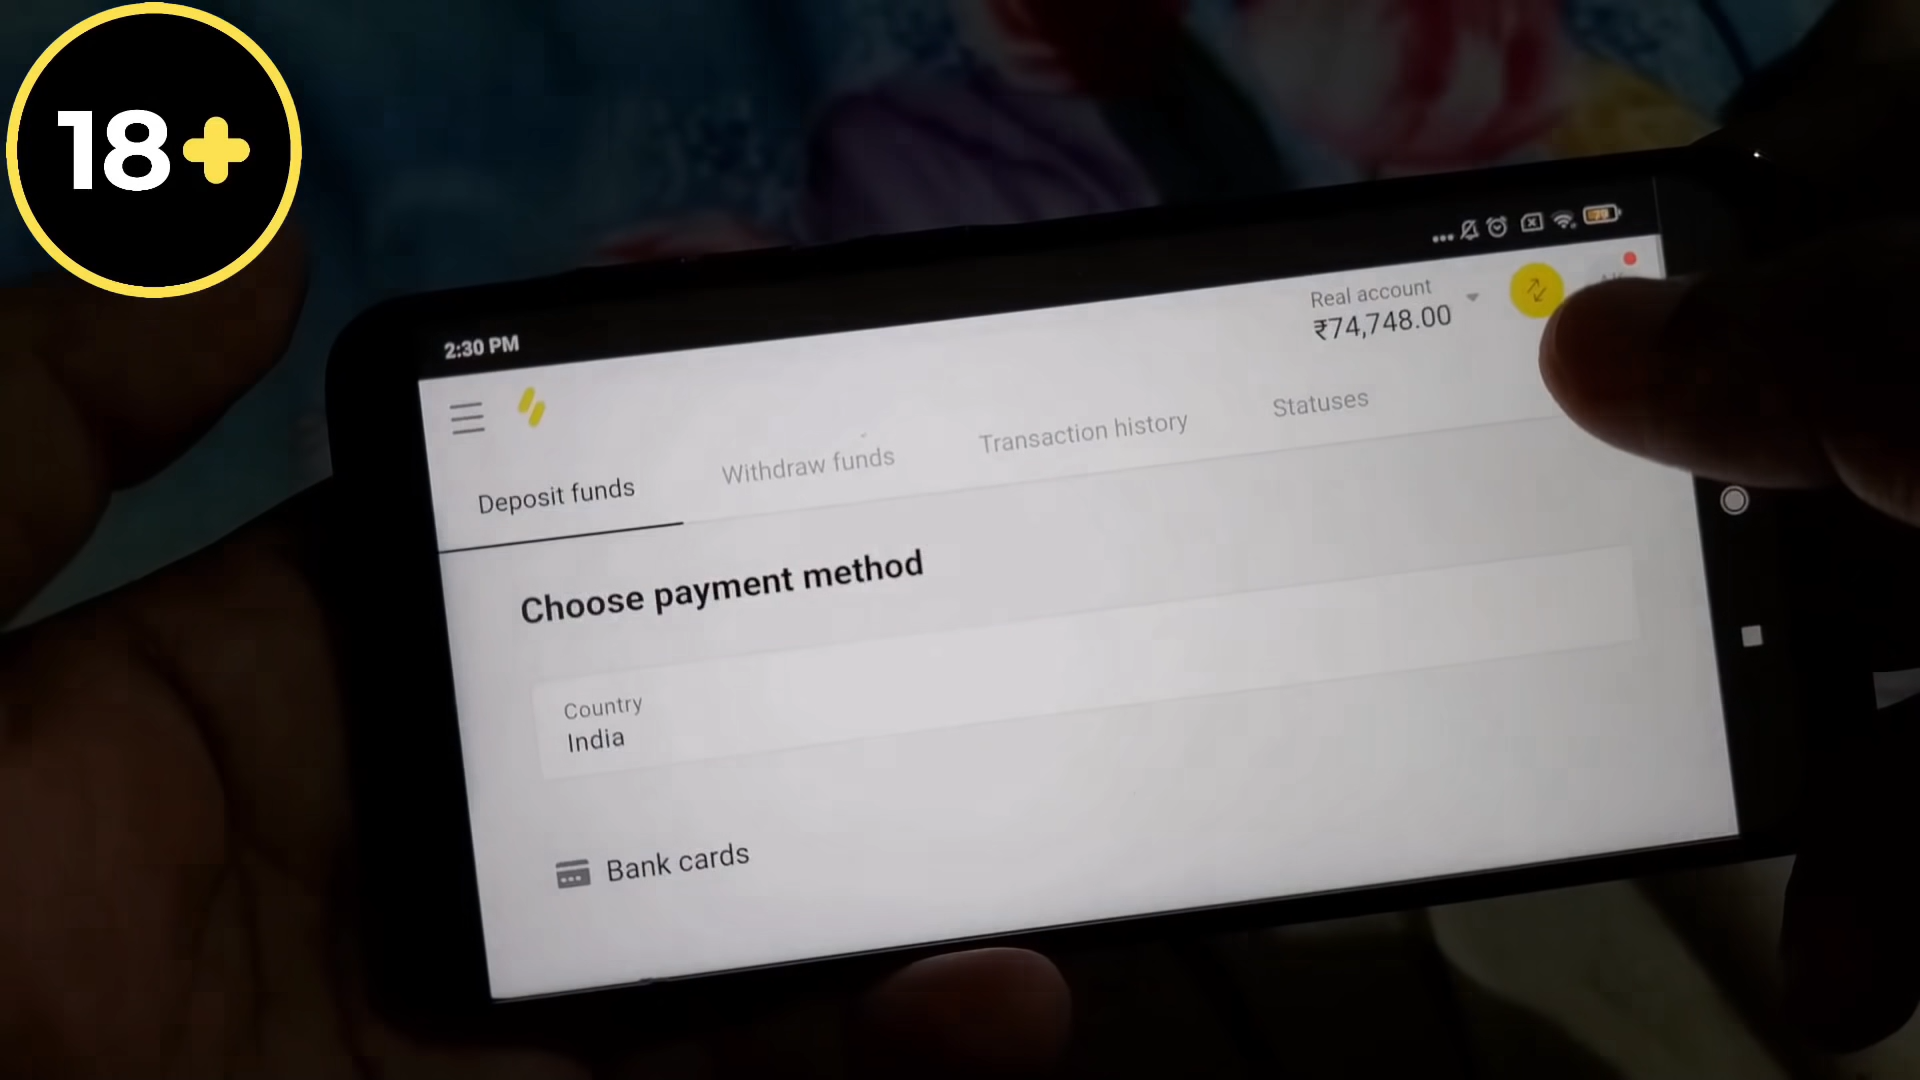 18+
2:30 PM
Real account
₹74,748.00
Deposit funds
Withdraw funds
Transaction history
Statuses
Choose payment method
Country
India
Bank cards